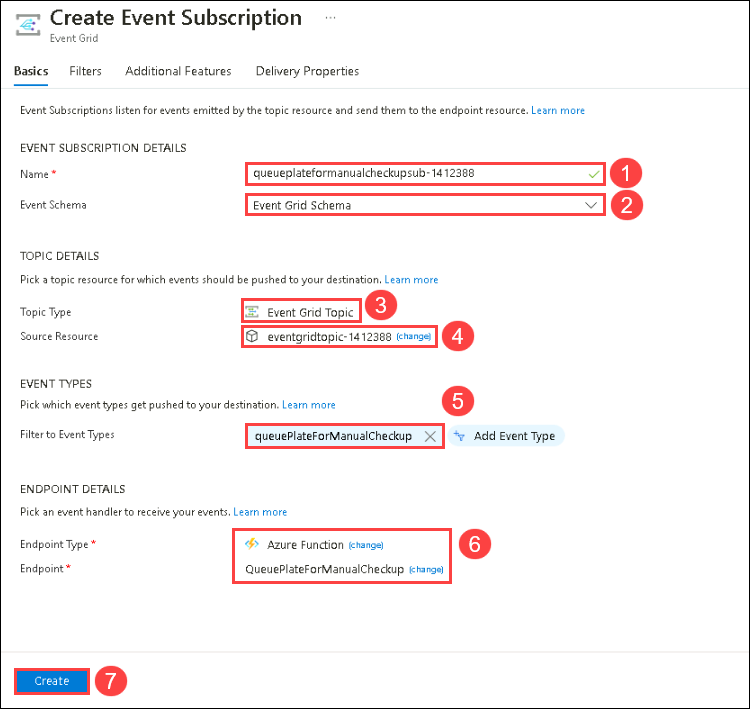 Create Event Subscription ...
Event Grid
Basics Filters Additional Features Delivery Properties
Event Subscriptions listen for events emitted by the topic resource and send them to the endpoint resource. Learn more
EVENT SUBSCRIPTION DETAILS
Name * queueplateformanualcheckupsub-1412388 1
Event Schema Event Grid Schema 2
TOPIC DETAILS
Pick a topic resource for which events should be pushed to your destination. Learn more
Topic Type Event Grid Topic 3
Source Resource eventgridtopic-1412388 (change) 4
EVENT TYPES
Pick which event types get pushed to your destination. Learn more 5
Filter to Event Types queuePlateForManualCheckup Add Event Type
ENDPOINT DETAILS
Pick an event handler to receive your events. Learn more
Endpoint Type * Azure Function (change) 6
Endpoint * QueuePlateForManualCheckup (change)
Create 7